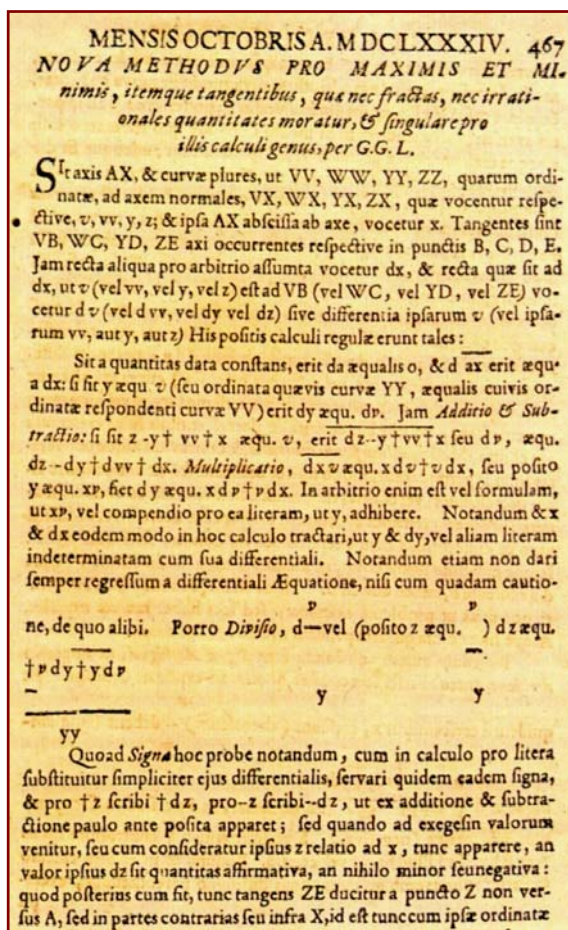 MENSIS OCTOBRIS A. M DCLXXXIV. 467
NOVA METHODVS PRO MAXIMIS ET MI-
nimis, itemque tangentibus, quæ nec fractas, nec irrati-
onales quantitates moratur, & ſingulare pro
illis calculi genus, per G.G. L.
SIt axis AX, & curvæ plures, ut VV, WW, YY, ZZ, quarum ordi-
natæ, ad axem normales, VX, WX, YX, ZX, quæ vocentur reſpe-
ctive, v, vv, y, z; & ipſa AX abſciſſa ab axe, vocetur x. Tangentes ſint
VB, WC, YD, ZE axi occurrentes reſpective in punctis B, C, D, E.
Jam recta aliqua pro arbitrio aſſumta vocetur dx, & recta quæ ſit ad
dx, ut v (vel vv, vel y, vel z) eſt ad VB (vel WC, vel YD, vel ZE) vo-
cetur d v (vel d vv, vel dy vel dz) ſive differentia ipſarum v (vel ipſa-
rum vv, aut y, aut z) His poſitis calculi regulæ erunt tales:
Sit a quantitas data conſtans, erit da æqualis 0, & d ax erit æqu.
a dx: ſi ſit y æqu v (ſeu ordinata quævis curvæ YY, æqualis cuivis or-
dinatæ reſpondenti curvæ VV) erit dy æqu. dv. Jam Additio & Sub-
tractio: ſi ſit z -y † vv † x æqu. v, erit dz--y†vv†x ſeu dv, æqu.
dz--dy†dvv† dx. Multiplicatio, dxv æqu. x dv†v dx, ſeu poſito
y æqu. xv, fiet d y æqu. x dv†v dx. In arbitrio enim eſt vel formulam,
ut xv, vel compendio pro ea literam, ut y, adhibere. Notandum & x
& dx eodem modo in hoc calculo tractari, ut y & dy, vel aliam literam
indeterminatam cum ſua differentiali. Notandum etiam non dari
ſemper regreſſum a differentiali Æquatione, niſi cum quadam cautio-
v v
ne, de quo alibi. Porro Diviſio, d—vel (poſito z æqu. — ) dz æqu.
†v dy†y dv
y y
yy
Quoad Signa hoc probe notandum, cum in calculo pro litera
ſubſtituitur ſimpliciter ejus differentialis, ſervari quidem eadem ſigna,
& pro †z ſcribi †dz, pro--z ſcribi--dz, ut ex additione & ſubtra-
ctione paulo ante poſita apparet; ſed quando ad exegeſin valorum
venitur, ſeu cum conſideratur ipſius z relatio ad x, tunc apparere, an
valor ipſius dz ſit quantitas affirmativa, an nihilo minor ſeu negativa:
quod poſterius cum fit, tunc tangens ZE ducitur a puncto Z non ver-
ſus A, ſed in partes contrarias ſeu infra X, id eſt tunc cum ipſæ ordinatæ